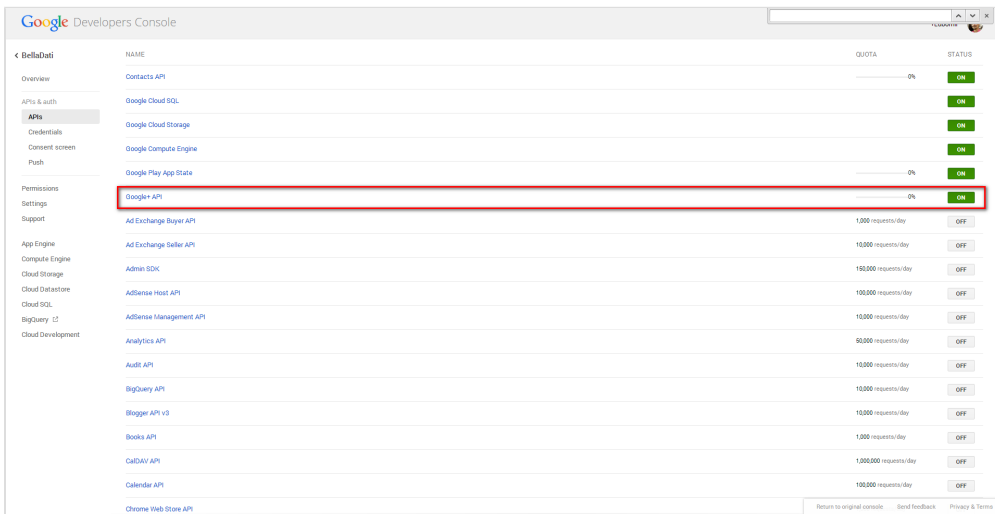 Google Developers Console
< BellaDati
Overview
APIs & auth
APIs
Credentials
Consent screen
Push
Permissions
Settings
Support
App Engine
Compute Engine
Cloud Storage
Cloud Datastore
Cloud SQL
BigQuery
Cloud Development
NAME QUOTA STATUS
Contacts API 0% ON
Google Cloud SQL ON
Google Cloud Storage ON
Google Compute Engine ON
Google Play App State 0% ON
Google+ API 0% ON
Ad Exchange Buyer API 1,000 requests/day OFF
Ad Exchange Seller API 10,000 requests/day OFF
Admin SDK 150,000 requests/day OFF
AdSense Host API 100,000 requests/day OFF
AdSense Management API 10,000 requests/day OFF
Analytics API 50,000 requests/day OFF
Audit API 10,000 requests/day OFF
BigQuery API 10,000 requests/day OFF
Blogger API v3 10,000 requests/day OFF
Books API 1,000 requests/day OFF
CalDAV API 1,000,000 requests/day OFF
Calendar API 100,000 requests/day OFF
Chrome Web Store API
Return to original console Send feedback Privacy & Terms